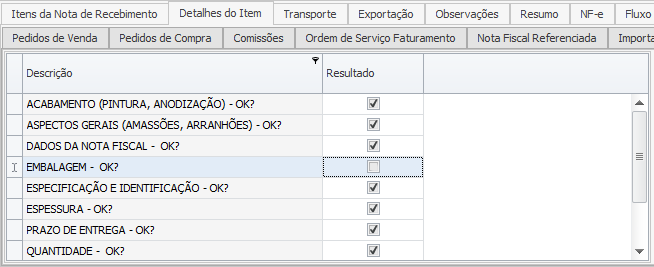 Itens da Nota de Recebimento Detalhes do Item Transporte Exportação Observações Resumo NF-e Fluxo
Pedidos de Venda Pedidos de Compra Comissões Ordem de Serviço Faturamento Nota Fiscal Referenciada Importa
Descrição Resultado
ACABAMENTO (PINTURA, ANODIZAÇÃO) - OK?
ASPECTOS GERAIS (AMASSÕES, ARRANHÕES) - OK?
DADOS DA NOTA FISCAL - OK?
EMBALAGEM - OK?
ESPECIFICAÇÃO E IDENTIFICAÇÃO - OK?
ESPESSURA - OK?
PRAZO DE ENTREGA - OK?
QUANTIDADE - OK?